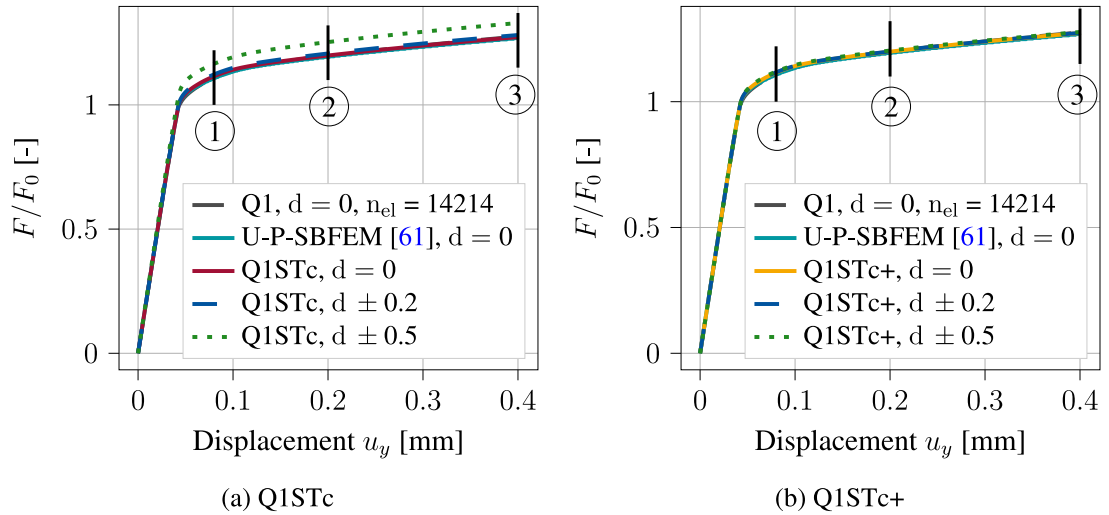 1
0.5
0
F/F₀ [-]
1
2
3
Q1, d = 0, nₑₗ = 14214
U-P-SBFEM [61], d = 0
Q1STc, d = 0
Q1STc, d ± 0.2
Q1STc, d ± 0.5
0 0.1 0.2 0.3 0.4
Displacement u_y [mm]
(a) Q1STc
1
0.5
0
F/F₀ [-]
1
2
3
Q1, d = 0, nₑₗ = 14214
U-P-SBFEM [61], d = 0
Q1STc+, d = 0
Q1STc+, d ± 0.2
Q1STc+, d ± 0.5
0 0.1 0.2 0.3 0.4
Displacement u_y [mm]
(b) Q1STc+